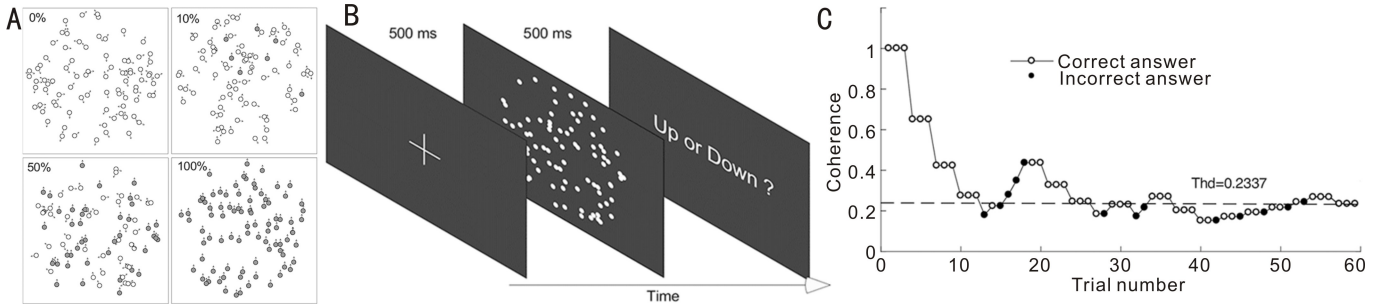 A
0%
10%
50%
100%
B
500 ms
500 ms
Up or Down ?
Time
C
Coherence
1
0.8
0.6
0.4
0.2
0
Correct answer
Incorrect answer
Thd=0.2337
0 10 20 30 40 50 60
Trial number